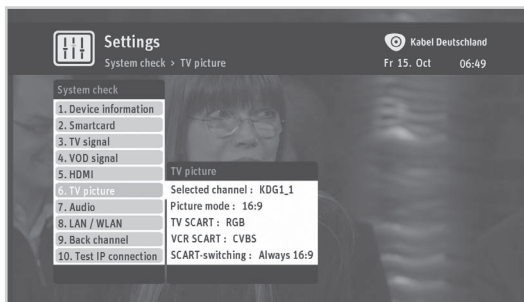 Settings
System check > TV picture
Kabel Deutschland
Fr 15. Oct 06:49
System check
1. Device information
2. Smartcard
3. TV signal
4. VOD signal
5. HDMI
6. TV picture
7. Audio
8. LAN / WLAN
9. Back channel
10. Test IP connection
TV picture
Selected channel : KDG1_1
Picture mode : 16:9
TV SCART : RGB
VCR SCART : CVBS
SCART-switching : Always 16:9